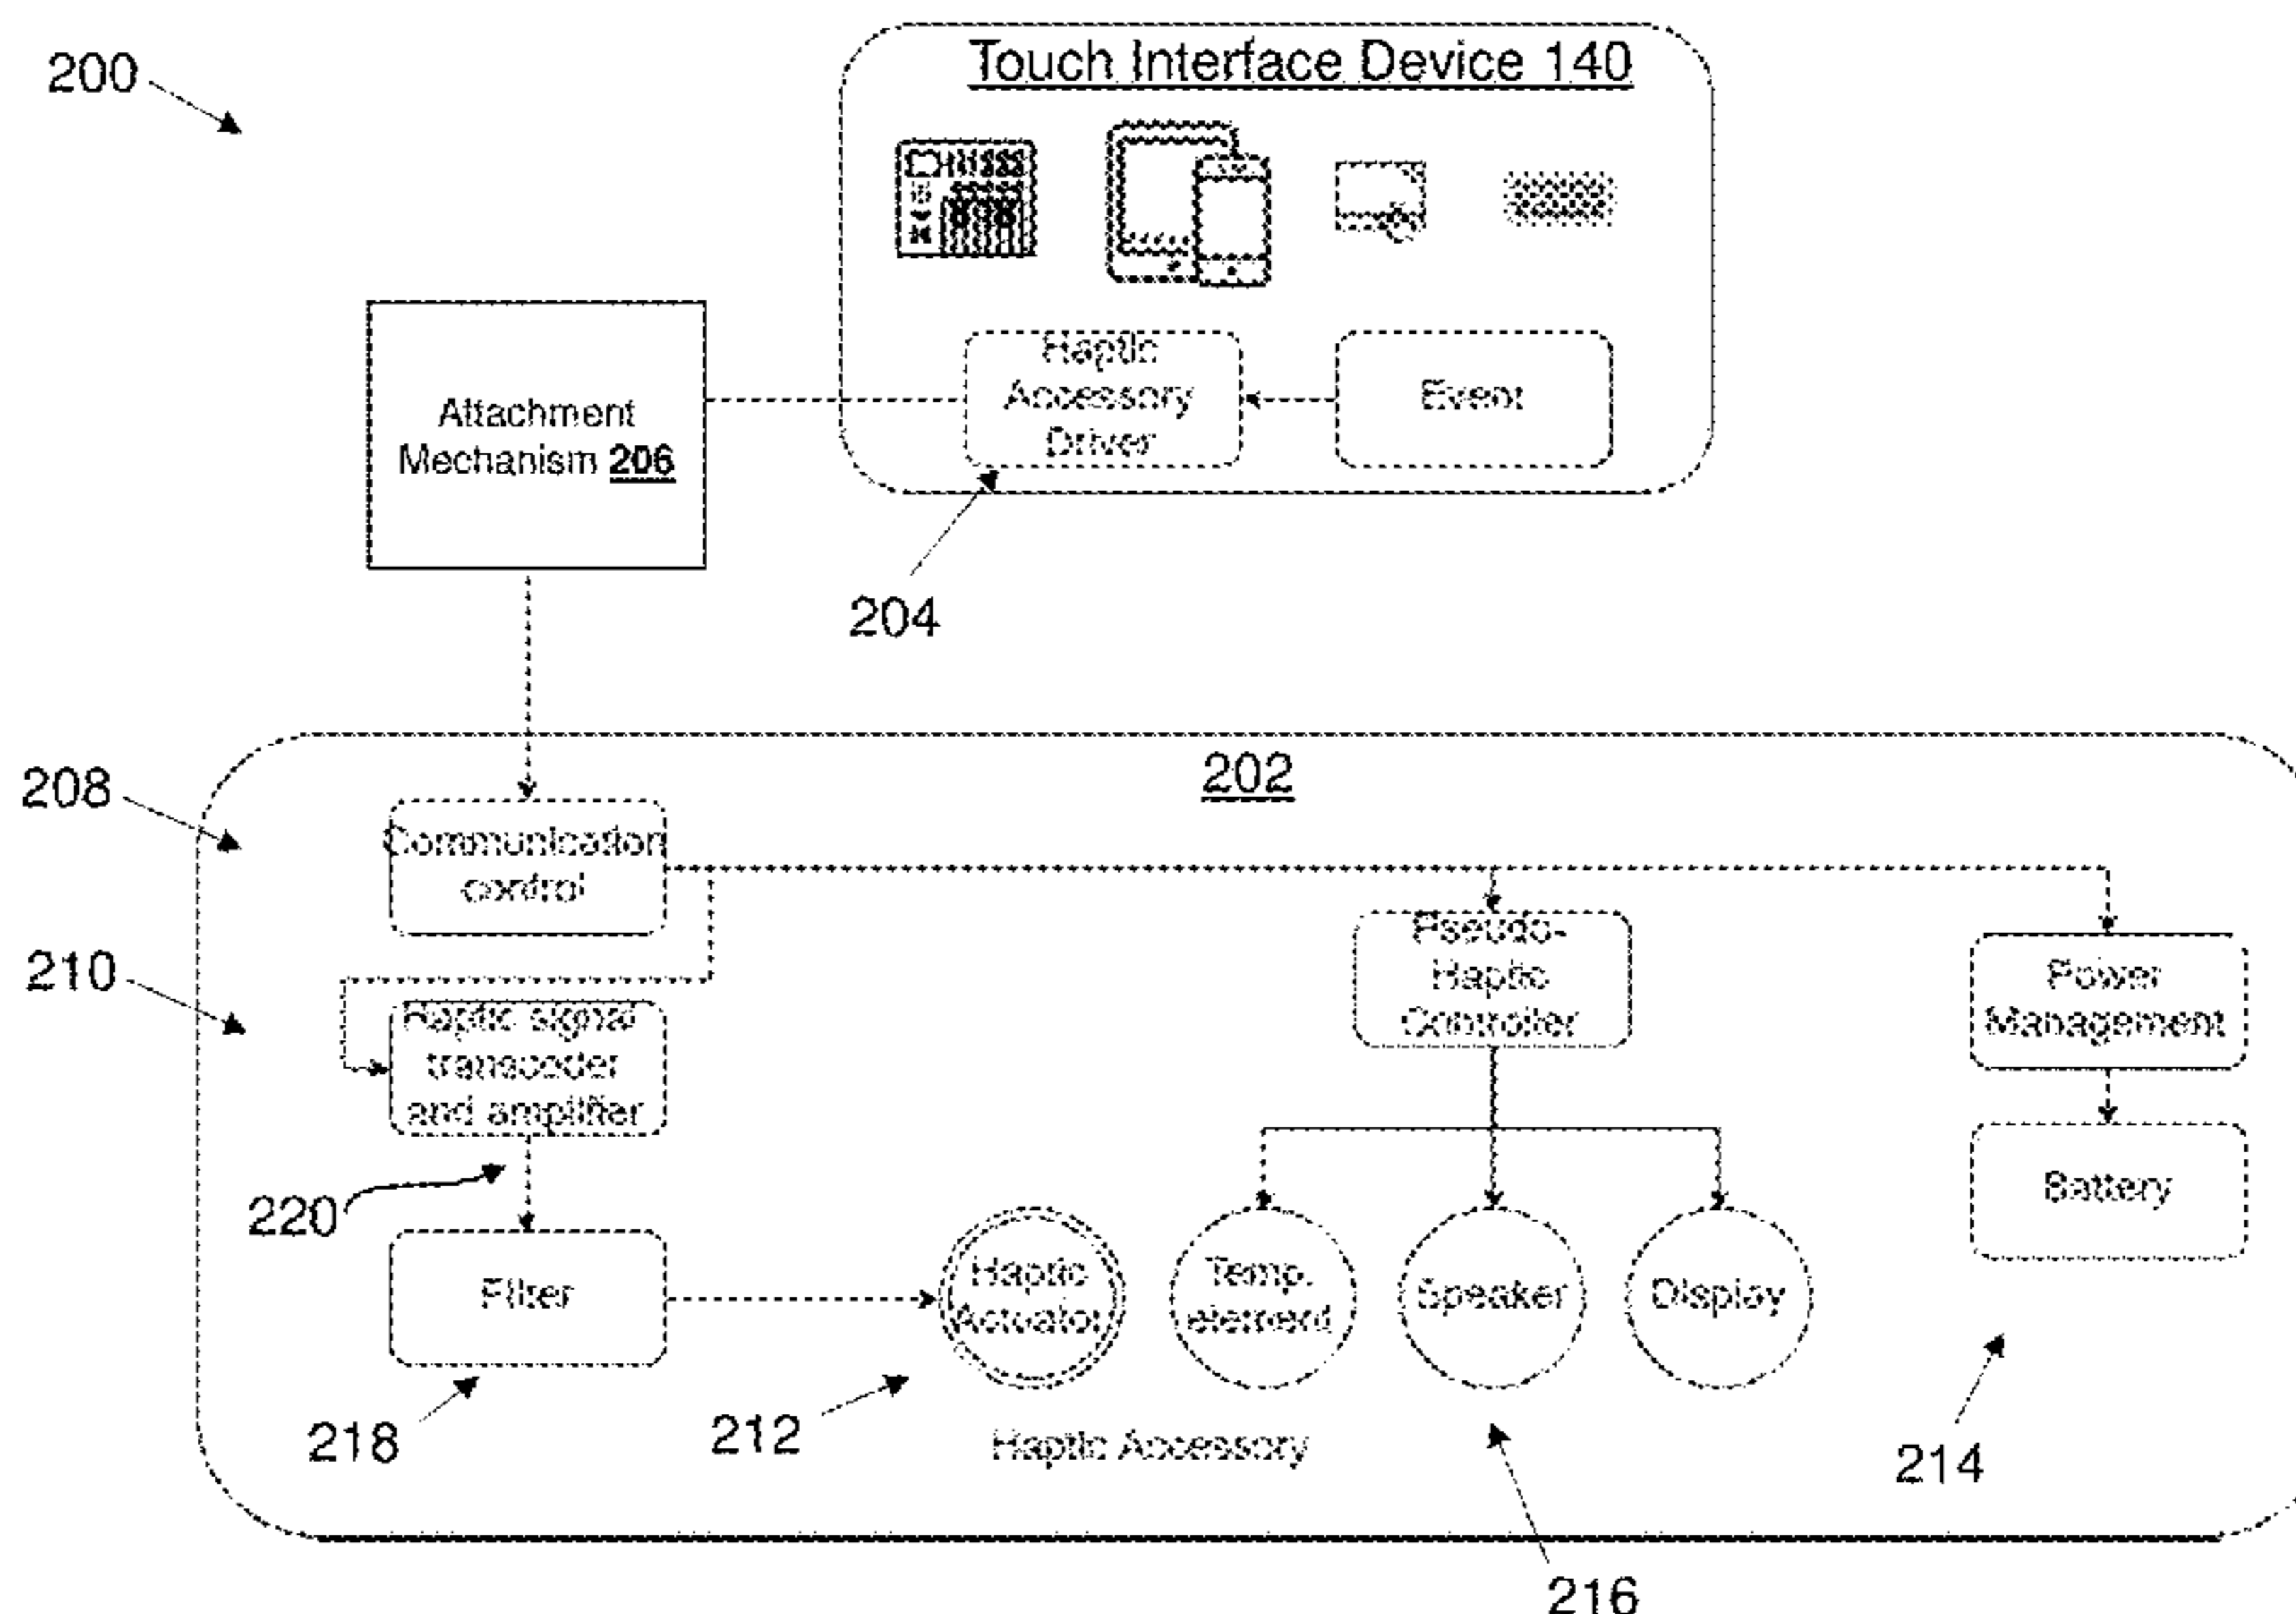 200
Touch Interface Device 140
Haptic
Accessory
Driver
Event
Attachment
Mechanism 206
204
202
208
Communication
control
210
Haptic signal
transcoder
and amplifier
Pseudo-
Haptic
Controller
Power
Management
220
Battery
Filter
Haptic
Actuator
Temp.
element
Speaker
Display
218
212
Haptic Accessory
214
216